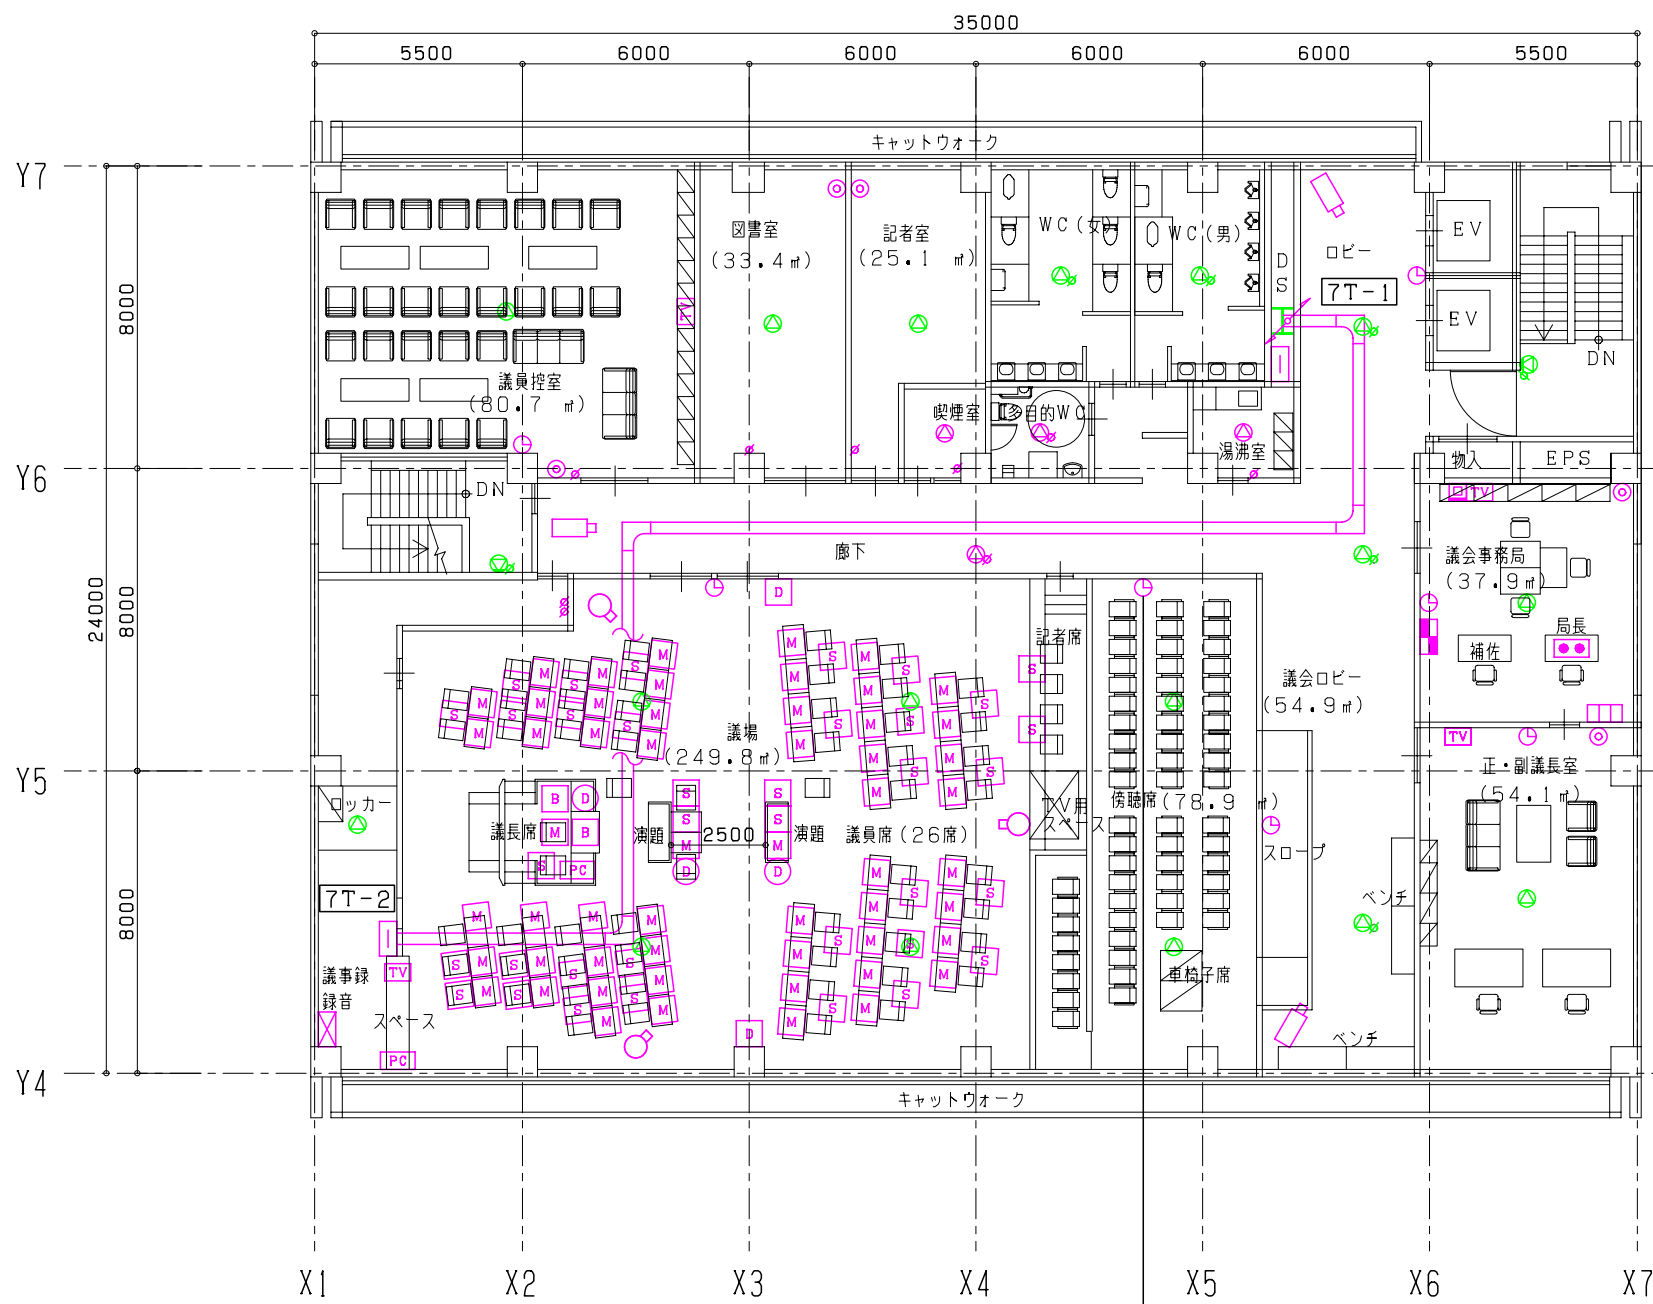 35000
5500 6000 6000 6000 6000 5500
キャットウォーク
Y7
図書室
(33.4㎡)
記者室
(25.1 ㎡)
WC(女)
WC(男)
DS
ロビー
7T-1
EV
EV
DN
8000
TV
議員控室
(80.7 ㎡)
喫煙室
多目的WC
湯沸室
物入
EPS
Y6
DN
TV
廊下
議会事務局
(37.9㎡)
24000
8000
D
記者席
局長
補佐
議会ロビー
(54.9㎡)
議場
(249.8㎡)
TV
正・副議長室
(54.1㎡)
Y5
ロッカー
議長席
B D
M B
S PC
演題
S
S
M
D
2500
S
S
M
D
演題
議員席(26席)
TV用
スペース
傍聴席(78.9 ㎡)
スロープ
ベンチ
8000
7T-2
TV
議事録
録音
スペース
PC
D
車椅子席
ベンチ
Y4
キャットウォーク
X1 X2 X3 X4 X5 X6 X7